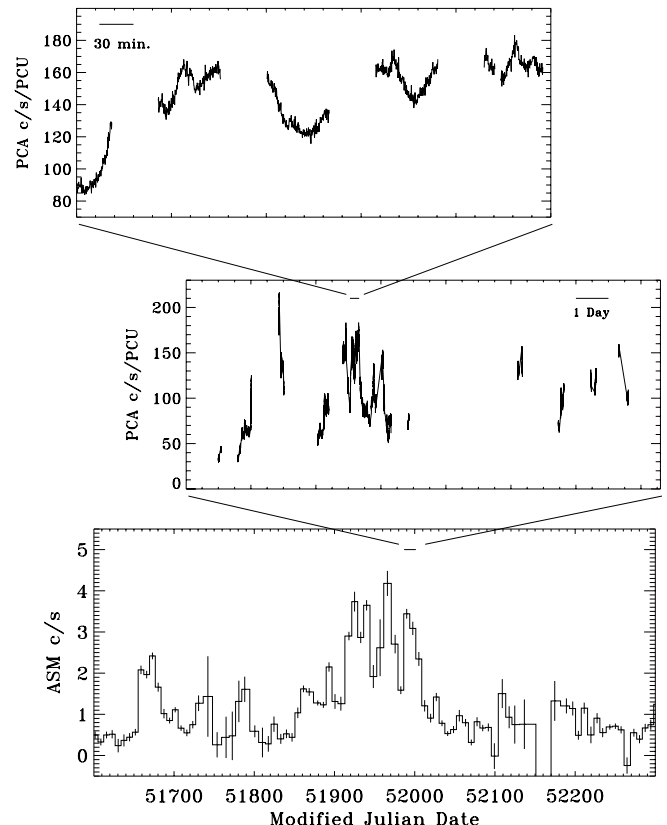 30 min.
PCA c/s/PCU
180
160
140
120
100
80
1 Day
PCA c/s/PCU
200
150
100
50
0
ASM c/s
5
4
3
2
1
0
51700 51800 51900 52000 52100 52200
Modified Julian Date